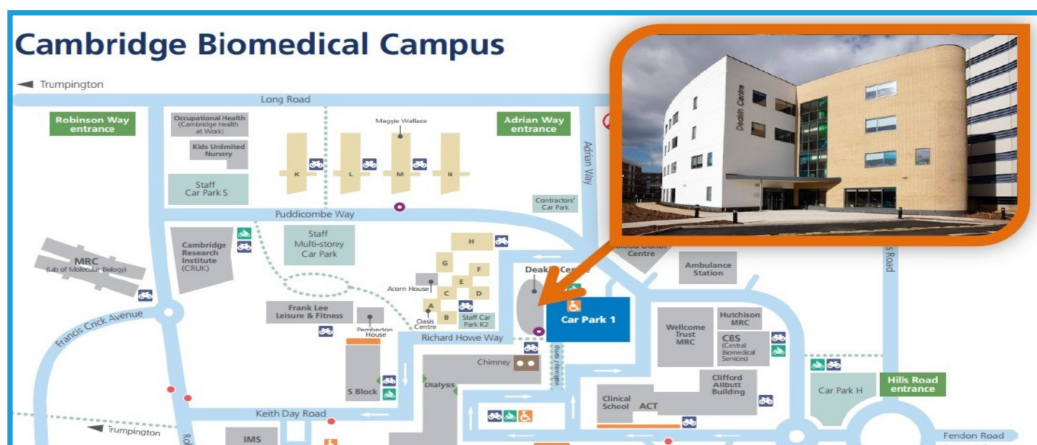 Cambridge Biomedical Campus
Trumpington
Long Road
Robinson Way
entrance
Occupational Health
(Cambridge Health
at Work)
Kids Unlimited
Nursery
Staff
Car Park S
Maggie Wallace
K
L
M
N
Adrian Way
entrance
Adrian Way
Contractors'
Car Park
Deakin Centre
Puddicombe Way
Staff
Multi-storey
Car Park
Cambridge
Research
Institute
(CRUK)
MRC
(Lab of Molecular Biology)
Francis Crick Avenue
H
G
F
E
C
D
A
B
Acorn House
Oasis
Centre
Staff Car
Park K2
Frank Lee
Leisure & Fitness
Pemberton
House
Richard Howe Way
Car Park 1
Centre
Ambulance
Station
Road
Hutchison
MRC
Wellcome
Trust
MRC
CBS
(Central
Biomedical
Services)
Clifford
Allbutt
Building
Chimney
Dialysis
S Block
Clinical
School
ACT
Car Park H
Hills Road
entrance
Keith Day Road
Trumpington
IMS
Fendon Road